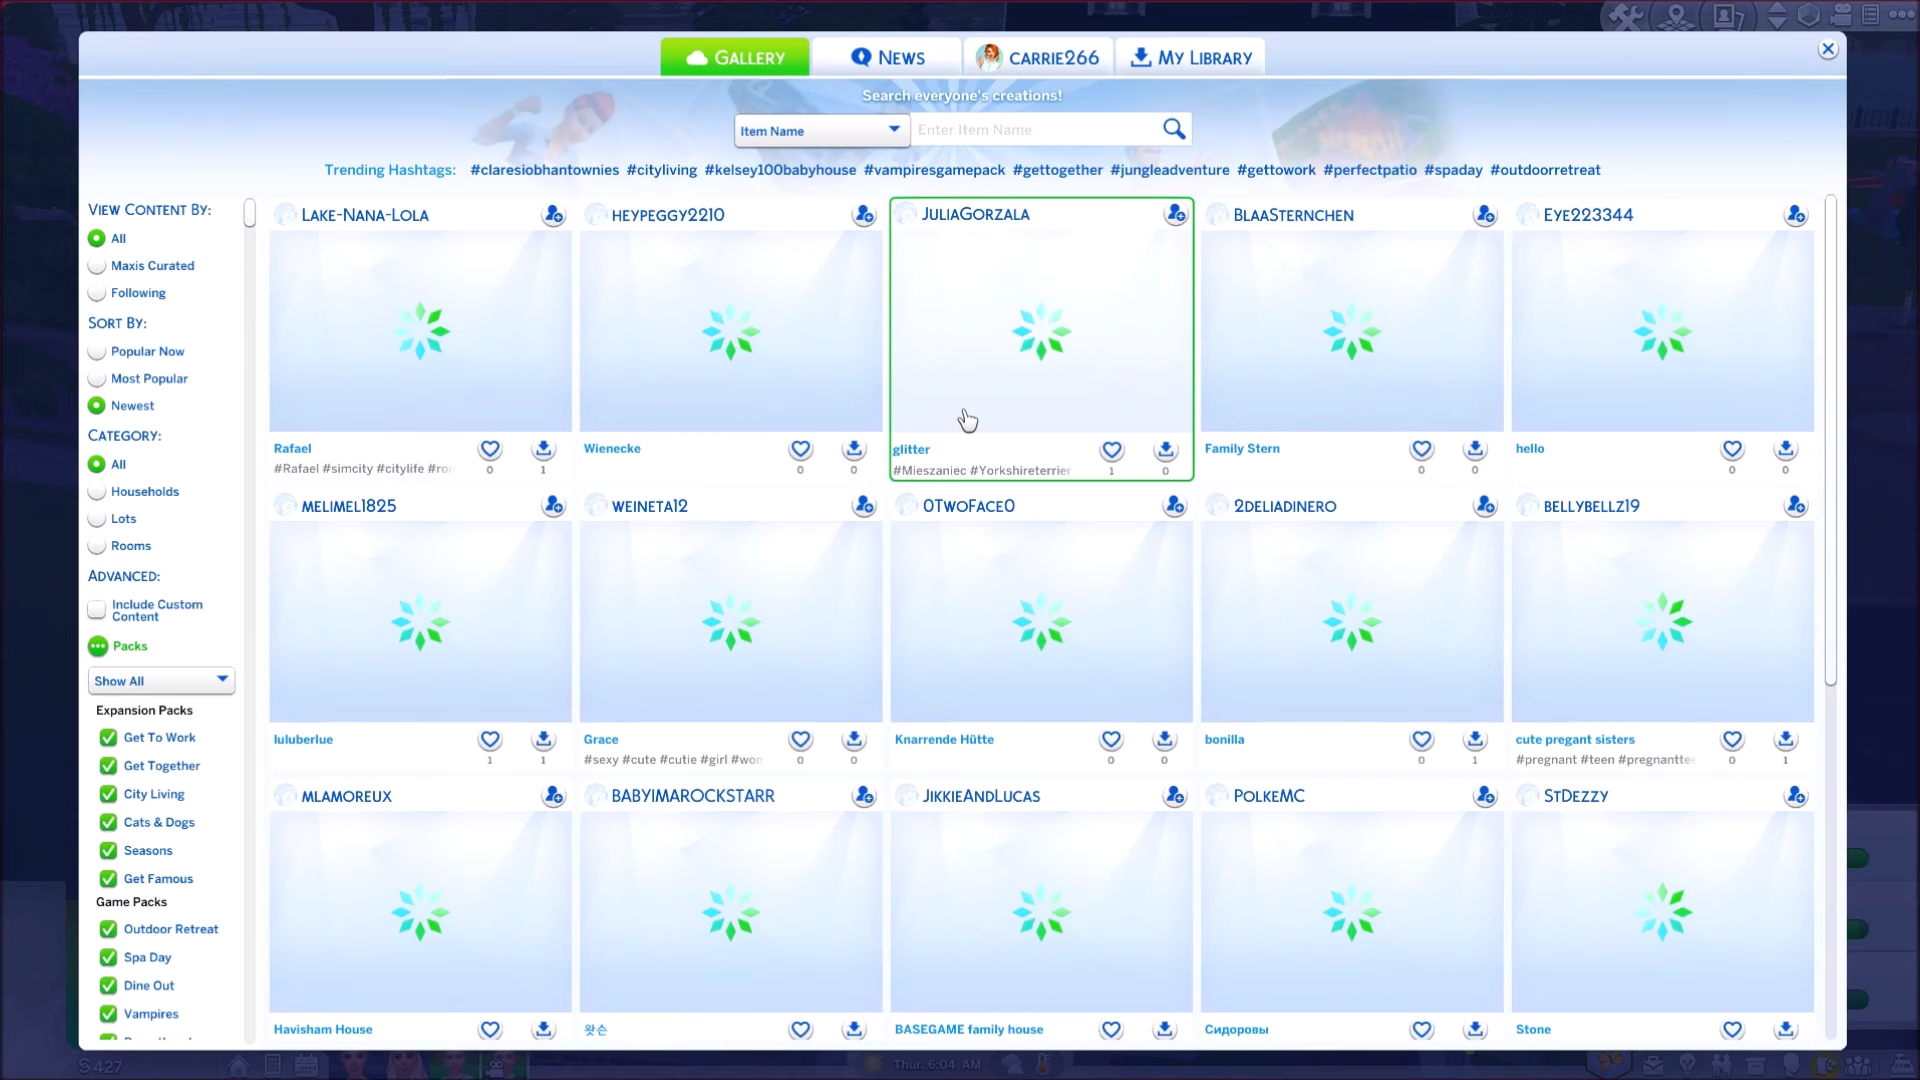 GALLERY
NEWS
CARRIE266
MY LIBRARY
Search everyone's creations!
Item Name
Enter Item Name
Trending Hashtags: #claresiobhantownies #cityliving #kelsey100babyhouse #vampiresgamepack #gettogether #jungleadventure #gettowork #perfectpatio #spaday #outdoorretreat
VIEW CONTENT BY:
All
Maxis Curated
Following
SORT BY:
Popular Now
Most Popular
Newest
CATEGORY:
All
Households
Lots
Rooms
ADVANCED:
Include Custom
Content
Packs
Show All
Expansion Packs
Get To Work
Get Together
City Living
Cats & Dogs
Seasons
Get Famous
Game Packs
Outdoor Retreat
Spa Day
Dine Out
Vampires
LAKE-NANA-LOLA
Rafael
0
1
#Rafael #simcity #citylife #ro
HEYPEGGY2210
Wienecke
0
0
JULIAGORZALA
glitter
1
0
#Mieszaniec #Yorkshireterrier
BLAASTERNCHEN
Family Stern
0
0
EYE223344
hello
0
0
MELIMEL1825
luluberlue
1
1
WEINETA12
Grace
0
0
#sexy #cute #cutie #girl #wom
0TWOFACE0
Knarrende Hütte
0
0
2DELIADINERO
bonilla
0
1
BELLYBELLZ19
cute pregant sisters
0
1
#pregnant #teen #pregnanttee
MLAMOREUX
Havisham House
BABYIMAROCKSTARR
왓슨
JIKKIEANDLUCAS
BASEGAME family house
POLKEMC
Сидоровы
STDEZZY
Stone
§427
Thur. 6:04 AM